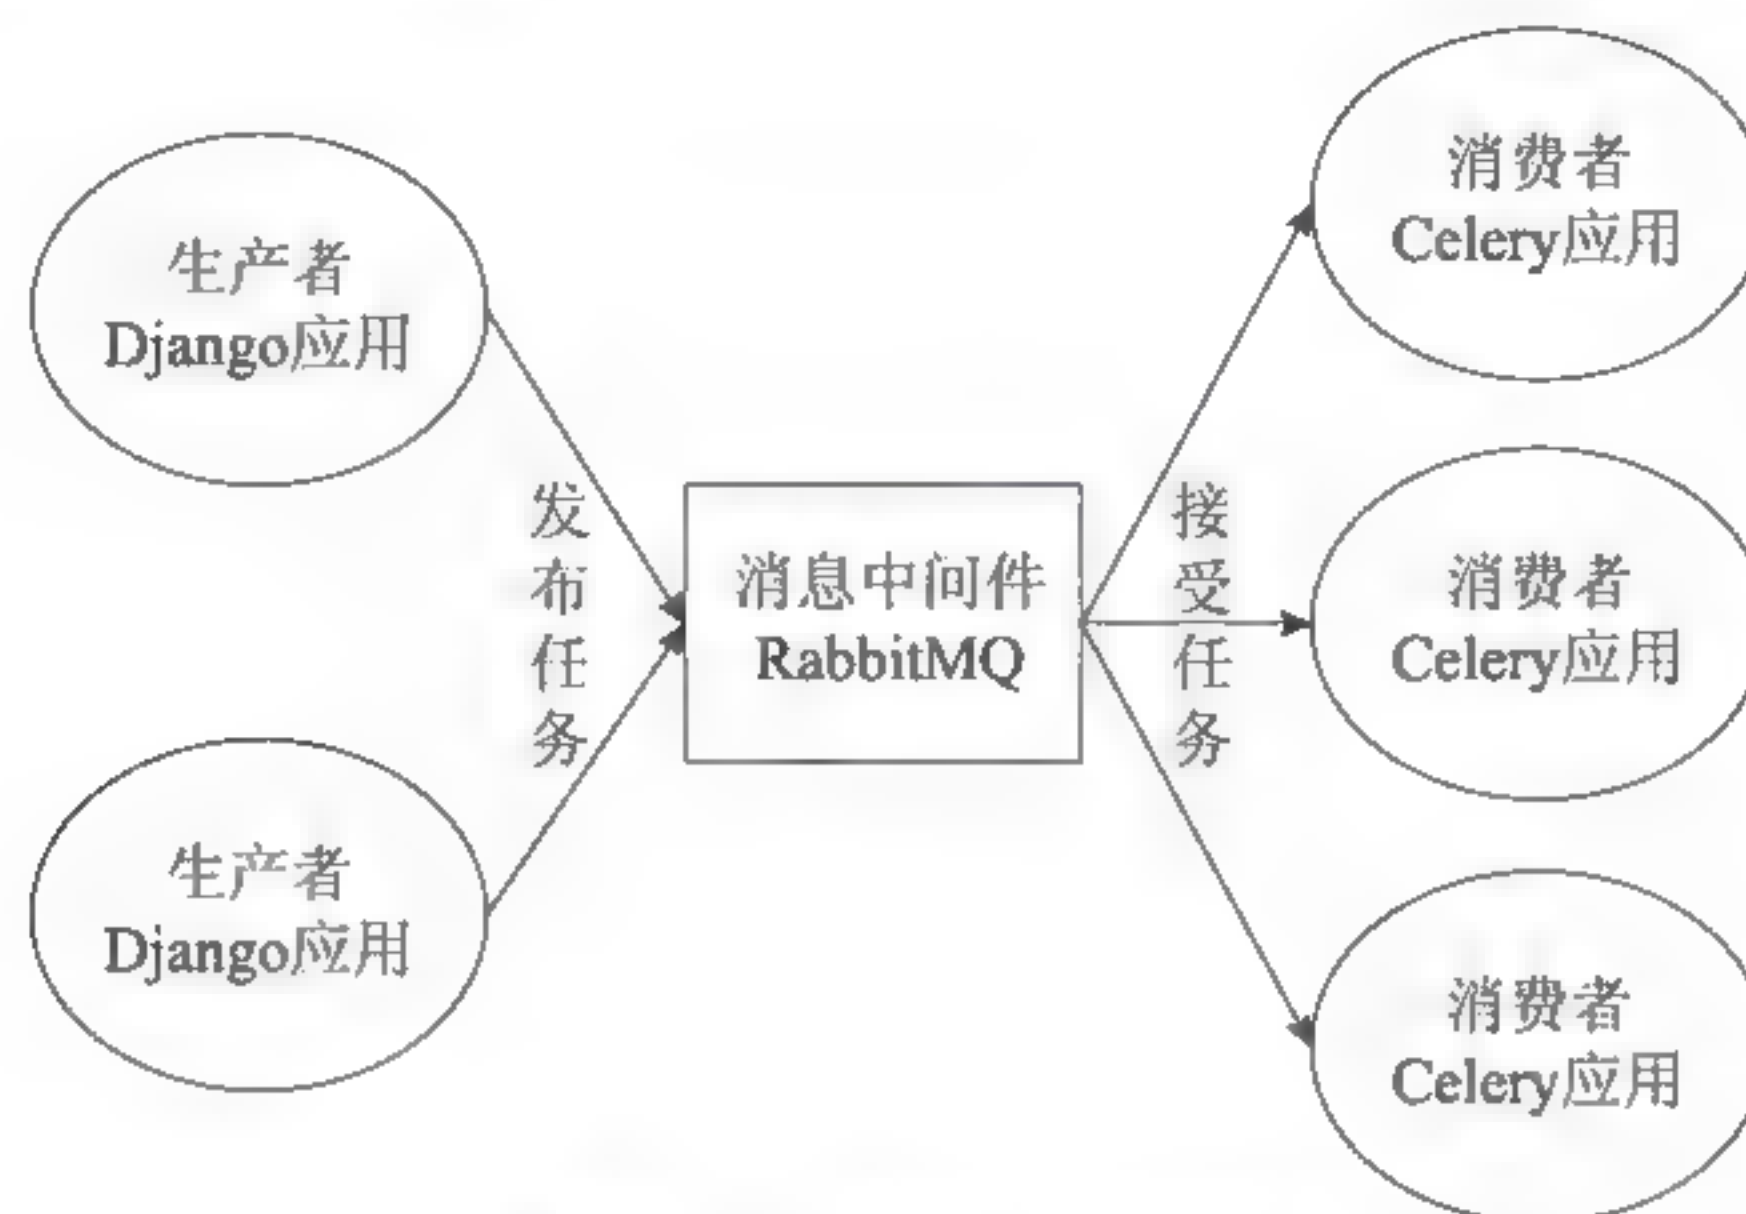 生产者
Django应用
生产者
Django应用
发布任务
消息中间件
RabbitMQ
接受任务
消费者
Celery应用
消费者
Celery应用
消费者
Celery应用